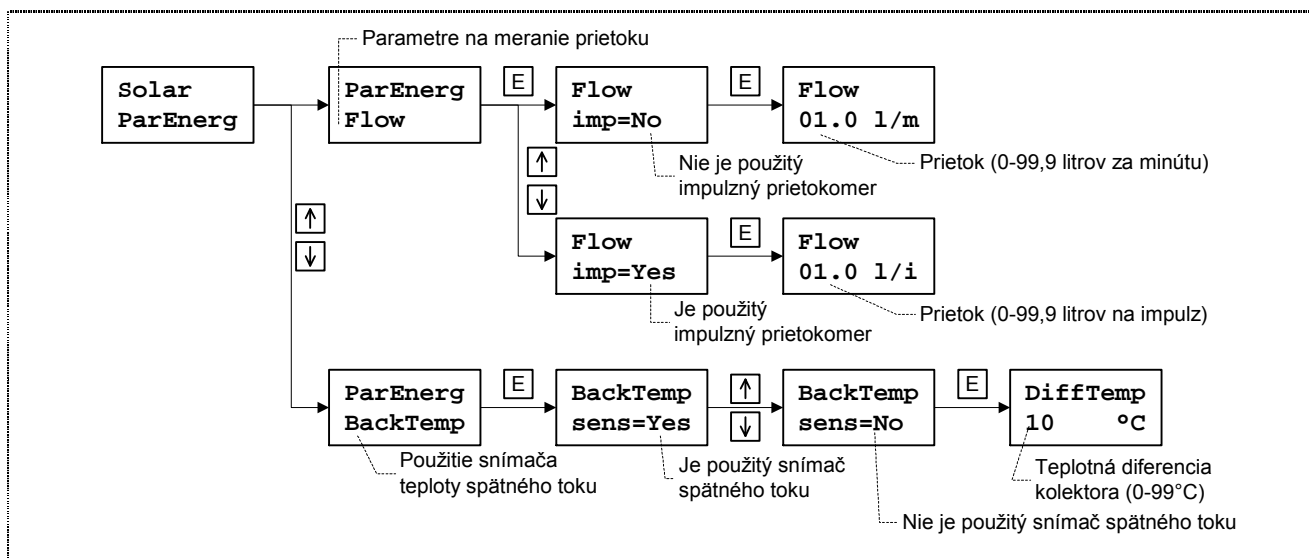 Parametre na meranie prietoku
Solar
ParEnerg
ParEnerg
Flow
E
Flow
imp=No
E
Flow
01.0 l/m
Nie je použitý
impulzný prietokomer
Prietok (0-99,9 litrov za minútu)
↑
↓
↑
↓
Flow
imp=Yes
E
Flow
01.0 l/i
Je použitý
impulzný prietokomer
Prietok (0-99,9 litrov na impulz)
ParEnerg
BackTemp
E
BackTemp
sens=Yes
↑
↓
BackTemp
sens=No
E
DiffTemp
10 °C
Použitie snímača
teploty spätného toku
Je použitý snímač
spätného toku
Teplotná diferencia
kolektora (0-99°C)
Nie je použitý snímač spätného toku